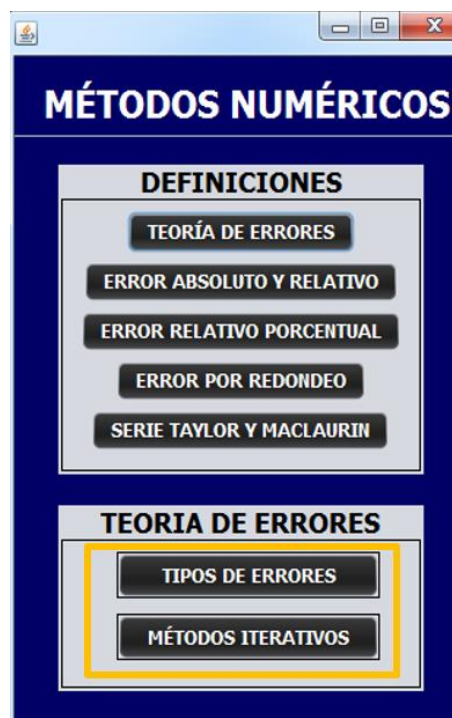 MÉTODOS NUMÉRICOS
DEFINICIONES
TEORÍA DE ERRORES
ERROR ABSOLUTO Y RELATIVO
ERROR RELATIVO PORCENTUAL
ERROR POR REDONDEO
SERIE TAYLOR Y MACLAURIN
TEORIA DE ERRORES
TIPOS DE ERRORES
MÉTODOS ITERATIVOS